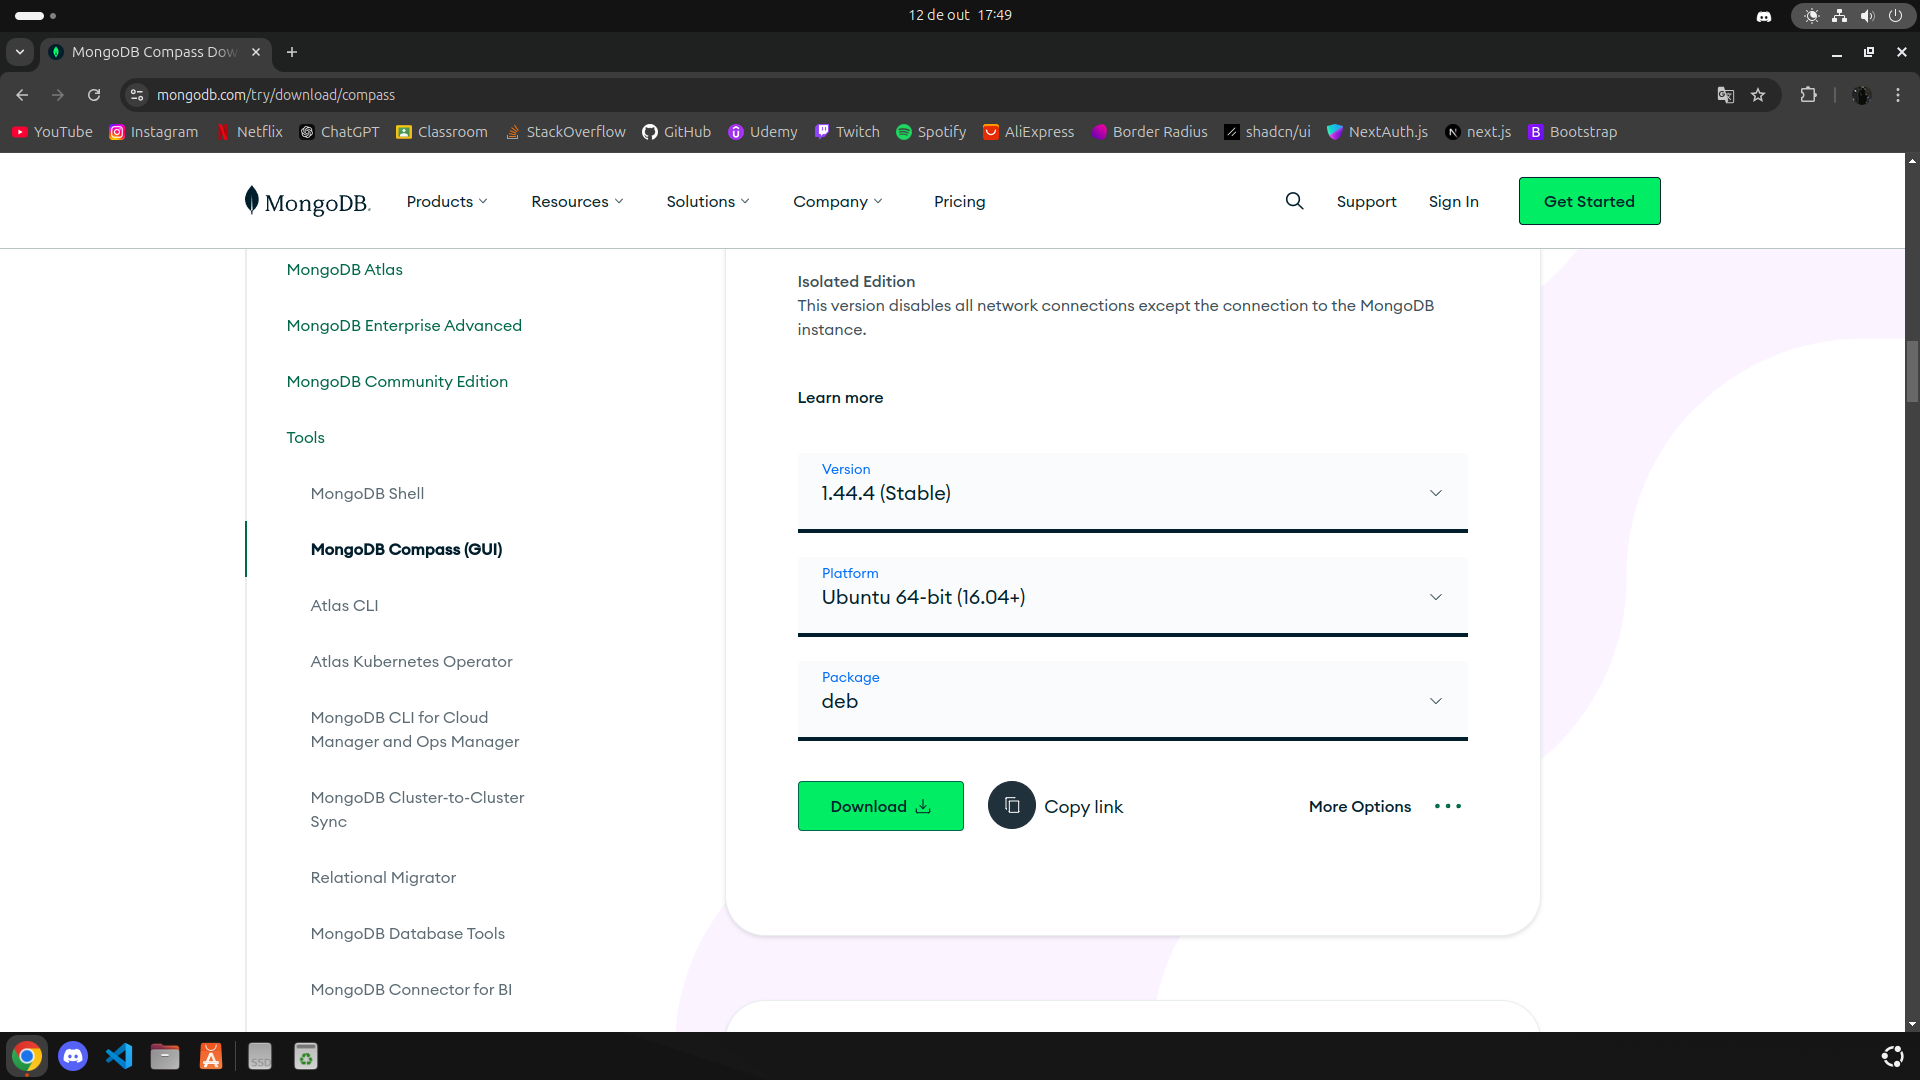 12 de out 17:49
MongoDB Compass Dow
mongodb.com/try/download/compass
YouTube Instagram Netflix ChatGPT Classroom StackOverflow GitHub Udemy Twitch Spotify AliExpress Border Radius shadcn/ui NextAuth.js next.js Bootstrap
MongoDB. Products Resources Solutions Company Pricing Support Sign In Get Started
MongoDB Atlas
MongoDB Enterprise Advanced
MongoDB Community Edition
Tools
MongoDB Shell
MongoDB Compass (GUI)
Atlas CLI
Atlas Kubernetes Operator
MongoDB CLI for Cloud
Manager and Ops Manager
MongoDB Cluster-to-Cluster
Sync
Relational Migrator
MongoDB Database Tools
MongoDB Connector for BI
Isolated Edition
This version disables all network connections except the connection to the MongoDB
instance.
Learn more
Version
1.44.4 (Stable)
Platform
Ubuntu 64-bit (16.04+)
Package
deb
Download Copy link More Options
SSD